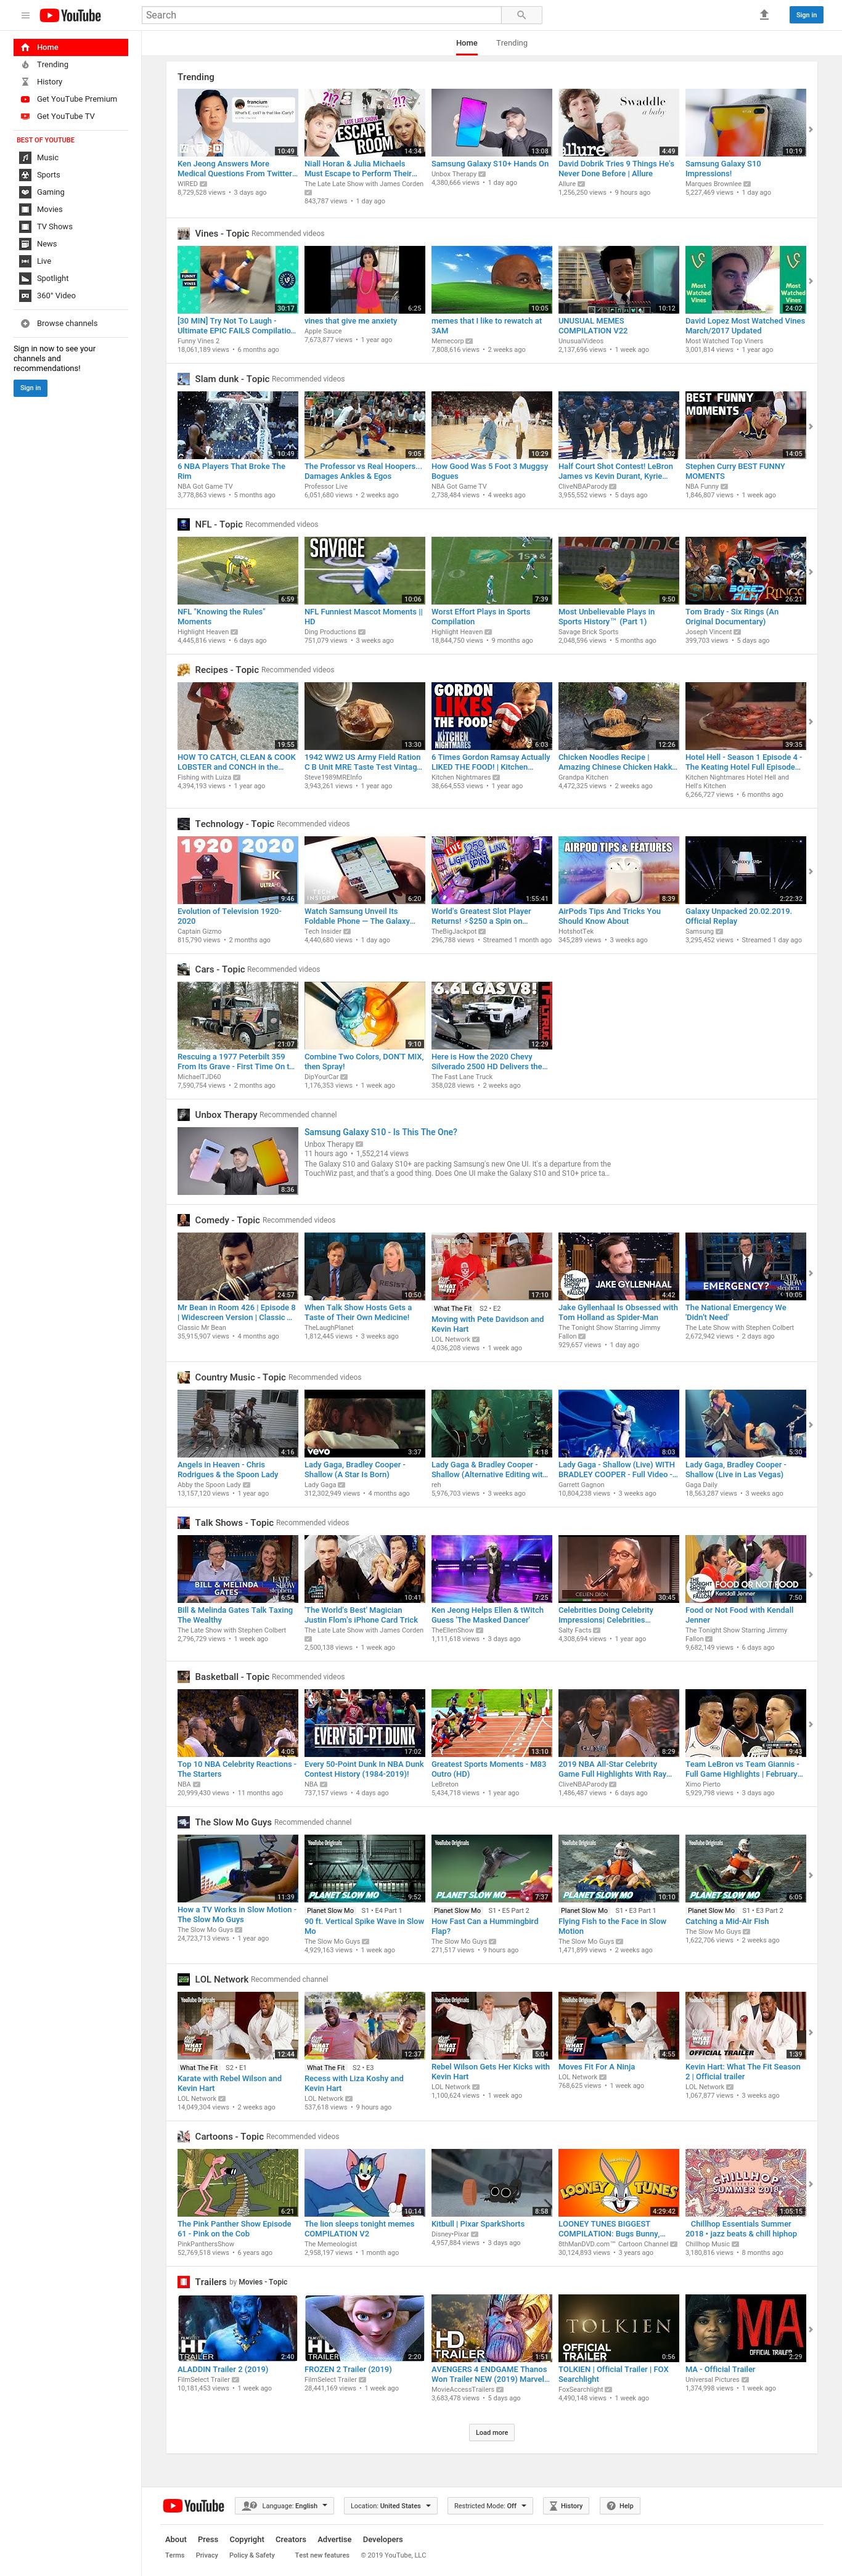 YouTube
Search
Sign in
Home
Trending
History
Get YouTube Premium
Get YouTube TV
BEST OF YOUTUBE
Music
Sports
Gaming
Movies
TV Shows
News
Live
Spotlight
360° Video
Browse channels
Sign in now to see your
channels and
recommendations!
Sign in
Home Trending
Trending
10:49 14:34 13:08 4:49 10:19
Ken Jeong Answers More
Medical Questions From Twitter...
WIRED
8,729,528 views • 3 days ago
Niall Horan & Julia Michaels
Must Escape to Perform Their...
The Late Late Show with James Corden
843,787 views • 1 day ago
Samsung Galaxy S10+ Hands On
Unbox Therapy
4,380,666 views • 1 day ago
David Dobrik Tries 9 Things He's
Never Done Before | Allure
Allure
1,256,250 views • 9 hours ago
Samsung Galaxy S10
Impressions!
Marques Brownlee
5,227,469 views • 1 day ago
Vines - Topic Recommended videos
30:17 6:25 10:05 10:12 24:02
[30 MIN] Try Not To Laugh -
Ultimate EPIC FAILS Compilatio...
Funny Vines 2
18,061,189 views • 6 months ago
vines that give me anxiety
Apple Sauce
7,673,877 views • 1 year ago
memes that I like to rewatch at
3AM
Memecorp
7,808,616 views • 2 weeks ago
UNUSUAL MEMES
COMPILATION V22
UnusualVideos
2,137,696 views • 1 week ago
David Lopez Most Watched Vines
March/2017 Updated
Most Watched Top Viners
3,001,814 views • 1 year ago
Slam dunk - Topic Recommended videos
10:49 9:05 10:29 4:32 14:05
6 NBA Players That Broke The
Rim
NBA Got Game TV
3,778,863 views • 5 months ago
The Professor vs Real Hoopers...
Damages Ankles & Egos
Professor Live
6,051,680 views • 2 weeks ago
How Good Was 5 Foot 3 Muggsy
Bogues
NBA Got Game TV
2,738,484 views • 4 weeks ago
Half Court Shot Contest! LeBron
James vs Kevin Durant, Kyrie...
CliveNBAParody
3,955,552 views • 5 days ago
Stephen Curry BEST FUNNY
MOMENTS
NBA Funny
1,846,807 views • 1 week ago
NFL - Topic Recommended videos
6:59 10:06 7:39 9:50 26:21
NFL "Knowing the Rules"
Moments
Highlight Heaven
4,445,816 views • 6 days ago
NFL Funniest Mascot Moments ||
HD
Ding Productions
751,079 views • 3 weeks ago
Worst Effort Plays in Sports
Compilation
Highlight Heaven
18,844,750 views • 9 months ago
Most Unbelievable Plays in
Sports History™ (Part 1)
Savage Brick Sports
2,048,596 views • 5 months ago
Tom Brady - Six Rings (An
Original Documentary)
Joseph Vincent
399,703 views • 5 days ago
Recipes - Topic Recommended videos
19:55 13:30 6:03 12:26 39:35
HOW TO CATCH, CLEAN & COOK
LOBSTER and CONCH in the...
Fishing with Luiza
4,394,193 views • 1 year ago
1942 WW2 US Army Field Ration
C B Unit MRE Taste Test Vintag...
Steve1989MREInfo
3,943,261 views • 1 year ago
6 Times Gordon Ramsay Actually
LIKED THE FOOD! | Kitchen...
Kitchen Nightmares
38,664,553 views • 1 year ago
Chicken Noodles Recipe |
Amazing Chinese Chicken Hakk...
Grandpa Kitchen
4,472,325 views • 2 weeks ago
Hotel Hell - Season 1 Episode 4 -
The Keating Hotel Full Episode...
Kitchen Nightmares Hotel Hell and
Hell's Kitchen
6,266,727 views • 6 months ago
Technology - Topic Recommended videos
9:46 6:20 1:55:41 8:39 2:22:32
Evolution of Television 1920-
2020
Captain Gizmo
815,790 views • 2 months ago
Watch Samsung Unveil Its
Foldable Phone — The Galaxy...
Tech Insider
4,440,680 views • 1 day ago
World's Greatest Slot Player
Returns! ⚡$250 a Spin on...
TheBigJackpot
296,788 views • Streamed 1 month ago
AirPods Tips And Tricks You
Should Know About
HotshotTek
345,289 views • 3 weeks ago
Galaxy Unpacked 20.02.2019.
Official Replay
Samsung
3,295,452 views • Streamed 1 day ago
Cars - Topic Recommended videos
21:07 9:10 12:29
Rescuing a 1977 Peterbilt 359
From Its Grave - First Time On t...
MichaelTJD60
7,590,754 views • 2 months ago
Combine Two Colors, DON'T MIX,
then Spray!
DipYourCar
1,176,353 views • 1 week ago
Here is How the 2020 Chevy
Silverado 2500 HD Delivers the...
The Fast Lane Truck
358,028 views • 2 weeks ago
Unbox Therapy Recommended channel
8:36
Samsung Galaxy S10 - Is This The One?
Unbox Therapy
11 hours ago • 1,552,214 views
The Galaxy S10 and Galaxy S10+ are packing Samsung's new One UI. It's a departure from the
TouchWiz past, and that's a good thing. Does One UI make the Galaxy S10 and S10+ price ta...
Comedy - Topic Recommended videos
24:57 10:50 17:10 4:42 10:05
Mr Bean in Room 426 | Episode 8
| Widescreen Version | Classic ...
Classic Mr Bean
35,915,907 views • 4 months ago
When Talk Show Hosts Gets a
Taste of Their Own Medicine!
TheLaughPlanet
1,812,445 views • 3 weeks ago
What The Fit S2 • E2
Moving with Pete Davidson and
Kevin Hart
LOL Network
4,036,208 views • 1 week ago
Jake Gyllenhaal Is Obsessed with
Tom Holland as Spider-Man
The Tonight Show Starring Jimmy
Fallon
929,657 views • 1 day ago
The National Emergency We
'Didn't Need'
The Late Show with Stephen Colbert
2,672,942 views • 2 days ago
Country Music - Topic Recommended videos
4:16 3:37 4:18 8:03 5:30
Angels in Heaven - Chris
Rodrigues & the Spoon Lady
Abby the Spoon Lady
13,157,120 views • 1 year ago
Lady Gaga, Bradley Cooper -
Shallow (A Star Is Born)
Lady Gaga
312,302,949 views • 4 months ago
Lady Gaga & Bradley Cooper -
Shallow (Alternative Editing wit...
reh
5,976,703 views • 3 weeks ago
Lady Gaga - Shallow (Live) WITH
BRADLEY COOPER - Full Video -...
Garrett Gagnon
10,804,238 views • 3 weeks ago
Lady Gaga, Bradley Cooper -
Shallow (Live in Las Vegas)
Gaga Daily
18,563,287 views • 3 weeks ago
Talk Shows - Topic Recommended videos
6:54 10:41 7:25 30:45 7:50
Bill & Melinda Gates Talk Taxing
The Wealthy
The Late Show with Stephen Colbert
2,796,729 views • 1 week ago
'The World's Best' Magician
Justin Flom's iPhone Card Trick
The Late Late Show with James Corden
2,500,138 views • 1 week ago
Ken Jeong Helps Ellen & tWitch
Guess 'The Masked Dancer'
TheEllenShow
1,111,618 views • 3 days ago
Celebrities Doing Celebrity
Impressions| Celebrities...
Salty Facts
4,308,694 views • 1 year ago
Food or Not Food with Kendall
Jenner
The Tonight Show Starring Jimmy
Fallon
9,682,149 views • 6 days ago
Basketball - Topic Recommended videos
4:05 17:02 13:10 8:29 9:43
Top 10 NBA Celebrity Reactions -
The Starters
NBA
20,999,430 views • 11 months ago
Every 50-Point Dunk in NBA Dunk
Contest History (1984-2019)!
NBA
737,157 views • 4 days ago
Greatest Sports Moments - M83
Outro (HD)
LeBreton
5,434,718 views • 1 year ago
2019 NBA All-Star Celebrity
Game Full Highlights With Ray...
CliveNBAParody
1,486,487 views • 6 days ago
Team LeBron vs Team Giannis -
Full Game Highlights | February...
Ximo Pierto
5,929,798 views • 3 days ago
The Slow Mo Guys Recommended channel
11:39 9:52 7:37 10:10 6:05
How a TV Works in Slow Motion -
The Slow Mo Guys
The Slow Mo Guys
24,723,713 views • 1 year ago
Planet Slow Mo S1 • E4 Part 1
90 ft. Vertical Spike Wave in Slow
Mo
The Slow Mo Guys
4,929,163 views • 1 week ago
Planet Slow Mo S1 • E5 Part 2
How Fast Can a Hummingbird
Flap?
The Slow Mo Guys
271,517 views • 9 hours ago
Planet Slow Mo S1 • E3 Part 1
Flying Fish to the Face in Slow
Motion
The Slow Mo Guys
1,471,899 views • 2 weeks ago
Planet Slow Mo S1 • E3 Part 2
Catching a Mid-Air Fish
The Slow Mo Guys
1,622,706 views • 2 weeks ago
LOL Network Recommended channel
12:44 12:37 5:04 4:55 1:39
What The Fit S2 • E1
Karate with Rebel Wilson and
Kevin Hart
LOL Network
14,049,304 views • 2 weeks ago
What The Fit S2 • E3
Recess with Liza Koshy and
Kevin Hart
LOL Network
537,618 views • 9 hours ago
Rebel Wilson Gets Her Kicks with
Kevin Hart
LOL Network
1,100,624 views • 1 week ago
Moves Fit For A Ninja
LOL Network
768,625 views • 1 week ago
Kevin Hart: What The Fit Season
2 | Official trailer
LOL Network
1,067,877 views • 3 weeks ago
Cartoons - Topic Recommended videos
6:21 10:14 8:58 4:29:42 1:05:15
The Pink Panther Show Episode
61 - Pink on the Cob
PinkPanthersShow
52,769,518 views • 6 years ago
The lion sleeps tonight memes
COMPILATION V2
The Memeologist
2,958,197 views • 1 month ago
Kitbull | Pixar SparkShorts
Disney•Pixar
4,957,884 views • 3 days ago
LOONEY TUNES BIGGEST
COMPILATION: Bugs Bunny,...
8thManDVD.com™ Cartoon Channel
30,124,893 views • 3 years ago
Chillhop Essentials Summer
2018 • jazz beats & chill hiphop
Chillhop Music
3,180,816 views • 8 months ago
Trailers by Movies - Topic
2:40 2:20 1:51 0:56 2:29
ALADDIN Trailer 2 (2019)
FilmSelect Trailer
10,181,453 views • 1 week ago
FROZEN 2 Trailer (2019)
FilmSelect Trailer
28,441,169 views • 1 week ago
AVENGERS 4 ENDGAME Thanos
Won Trailer NEW (2019) Marvel...
MovieAccessTrailers
3,683,478 views • 5 days ago
TOLKIEN | Official Trailer | FOX
Searchlight
FoxSearchlight
4,490,148 views • 1 week ago
MA - Official Trailer
Universal Pictures
1,374,998 views • 1 week ago
Load more
YouTube
Language: English
Location: United States
Restricted Mode: Off
History
Help
About Press Copyright Creators Advertise Developers
Terms Privacy Policy & Safety Test new features © 2019 YouTube, LLC